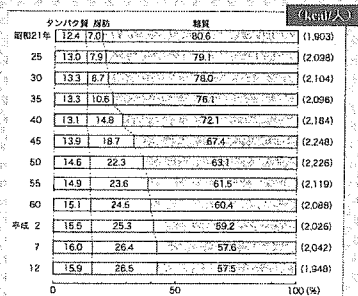 (kcal/人)
タンパク質 脂肪 糖質
昭和21年 12.4 7.0 80.6 (1,903)
25 13.0 7.9 79.1 (2,098)
30 13.3 8.7 78.0 (2,104)
35 13.3 10.6 76.1 (2,096)
40 13.1 14.8 72.1 (2,184)
45 13.9 18.7 67.4 (2,248)
50 14.6 22.3 63.1 (2,226)
55 14.9 23.6 61.5 (2,119)
60 15.1 24.5 60.4 (2,088)
平成 2 15.5 25.3 59.2 (2,026)
7 16.0 26.4 57.6 (2,042)
12 15.9 26.5 57.5 (1,948)
0 50 100 (%)